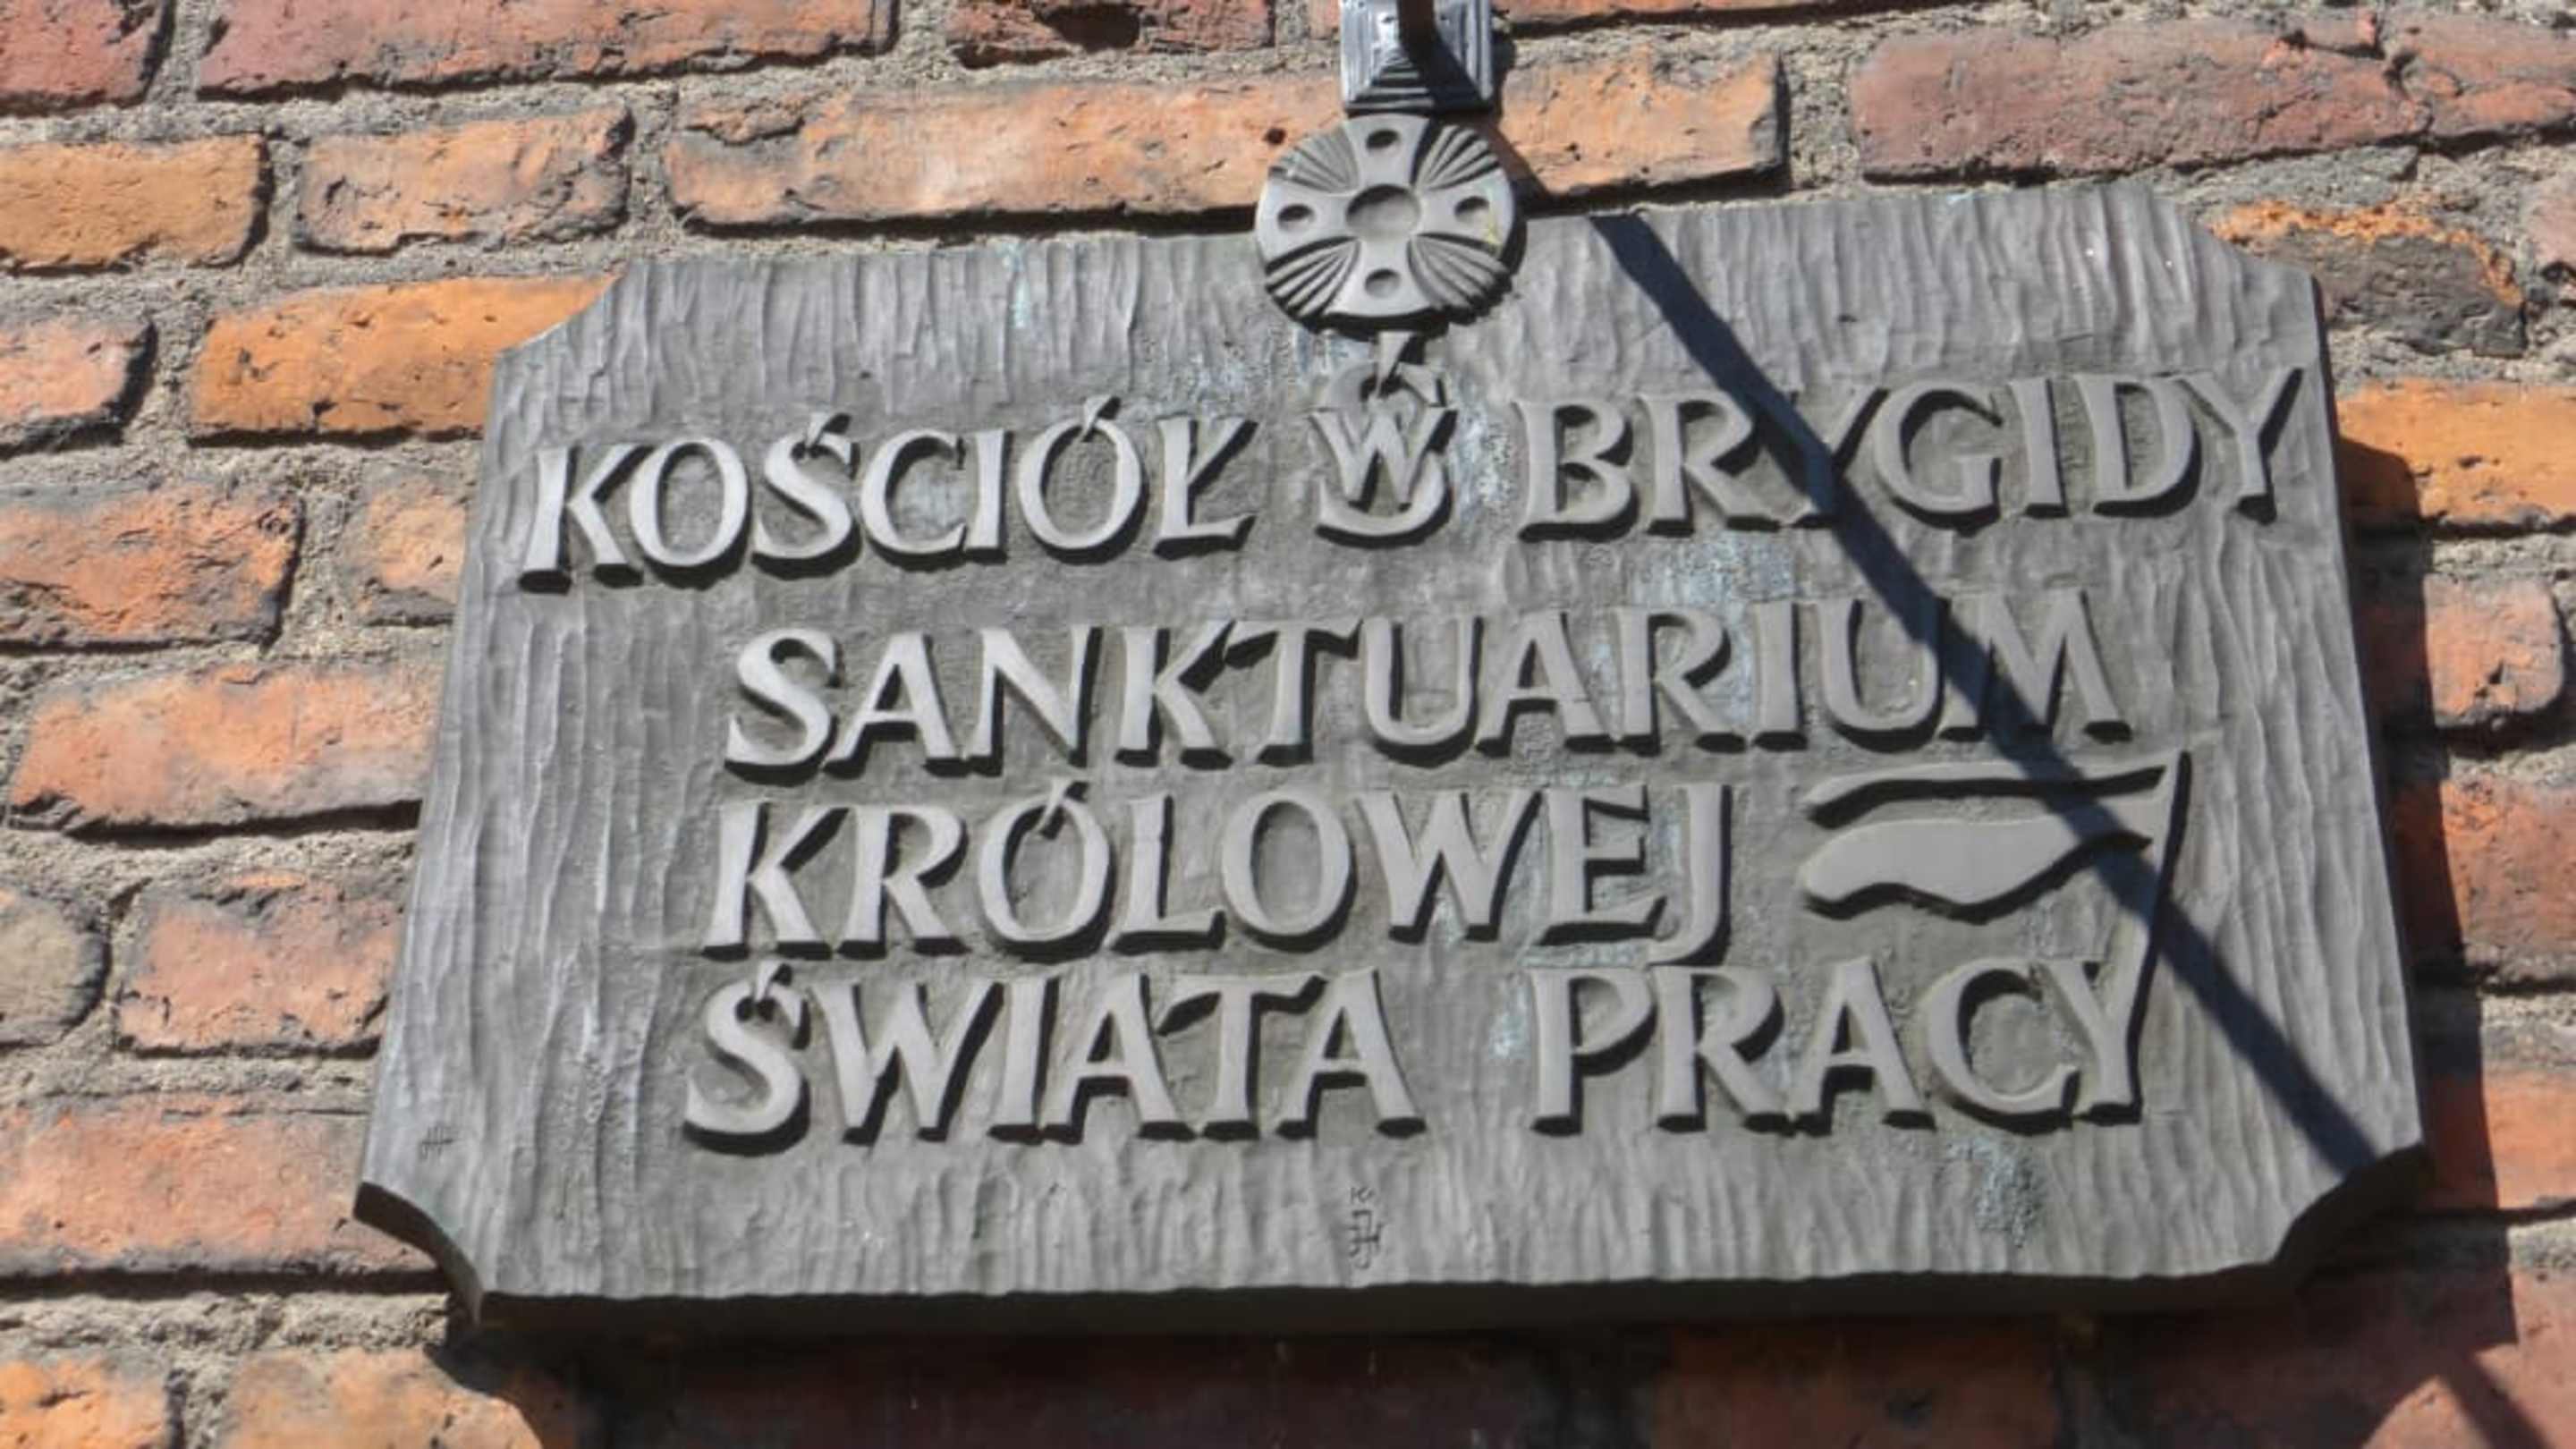 KOŚCIÓŁ ŚW BRYGIDY
SANKTUARIUM
KRÓLOWEJ
ŚWIATA PRACY